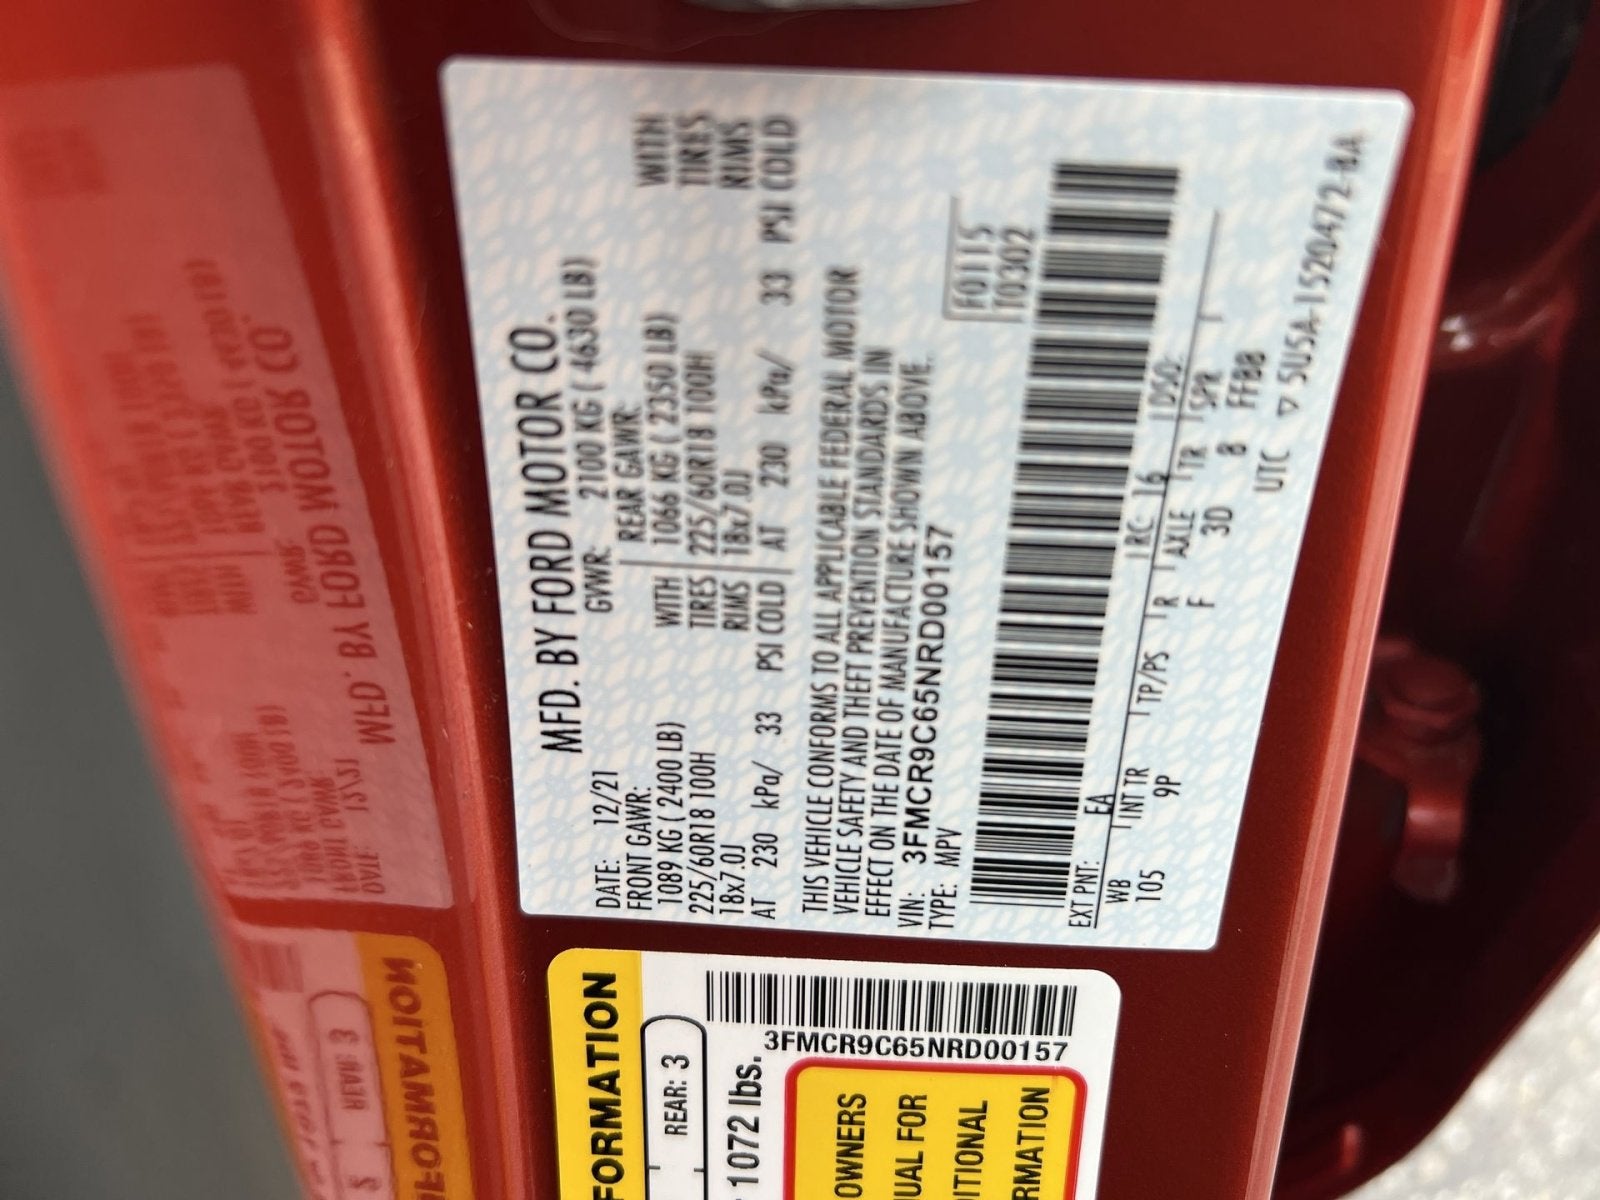 MFD. BY FORD MOTOR CO.
DATE: 12/21 GVWR: 2100 KG ( 4630 LB)
FRONT GAWR: REAR GAWR:
1089 KG ( 2400 LB) WITH 1066 KG ( 2350 LB) WITH
225/60R18 100H TIRES 225/60R18 100H TIRES
18x7.0J RIMS 18x7.0J RIMS
AT 230 kPa/ 33 PSI COLD AT 230 kPa/ 33 PSI COLD
THIS VEHICLE CONFORMS TO ALL APPLICABLE FEDERAL MOTOR
VEHICLE SAFETY AND THEFT PREVENTION STANDARDS IN
EFFECT ON THE DATE OF MANUFACTURE SHOWN ABOVE.
VIN: 3FMCR9C65NRD00157
TYPE: MPV
F0115
T0302
EXT PNT: EA RC: 16 DSO:
WB INT TR TP/PS R AXLE TR SPR
105 9P F 3D 8 FFBB
UTC ▽ 5USA-1520472-BA
FORMATION
REAR: 3
1072 lbs.
3FMCR9C65NRD00157
OWNERS
UAL FOR
DITIONAL
RMATION